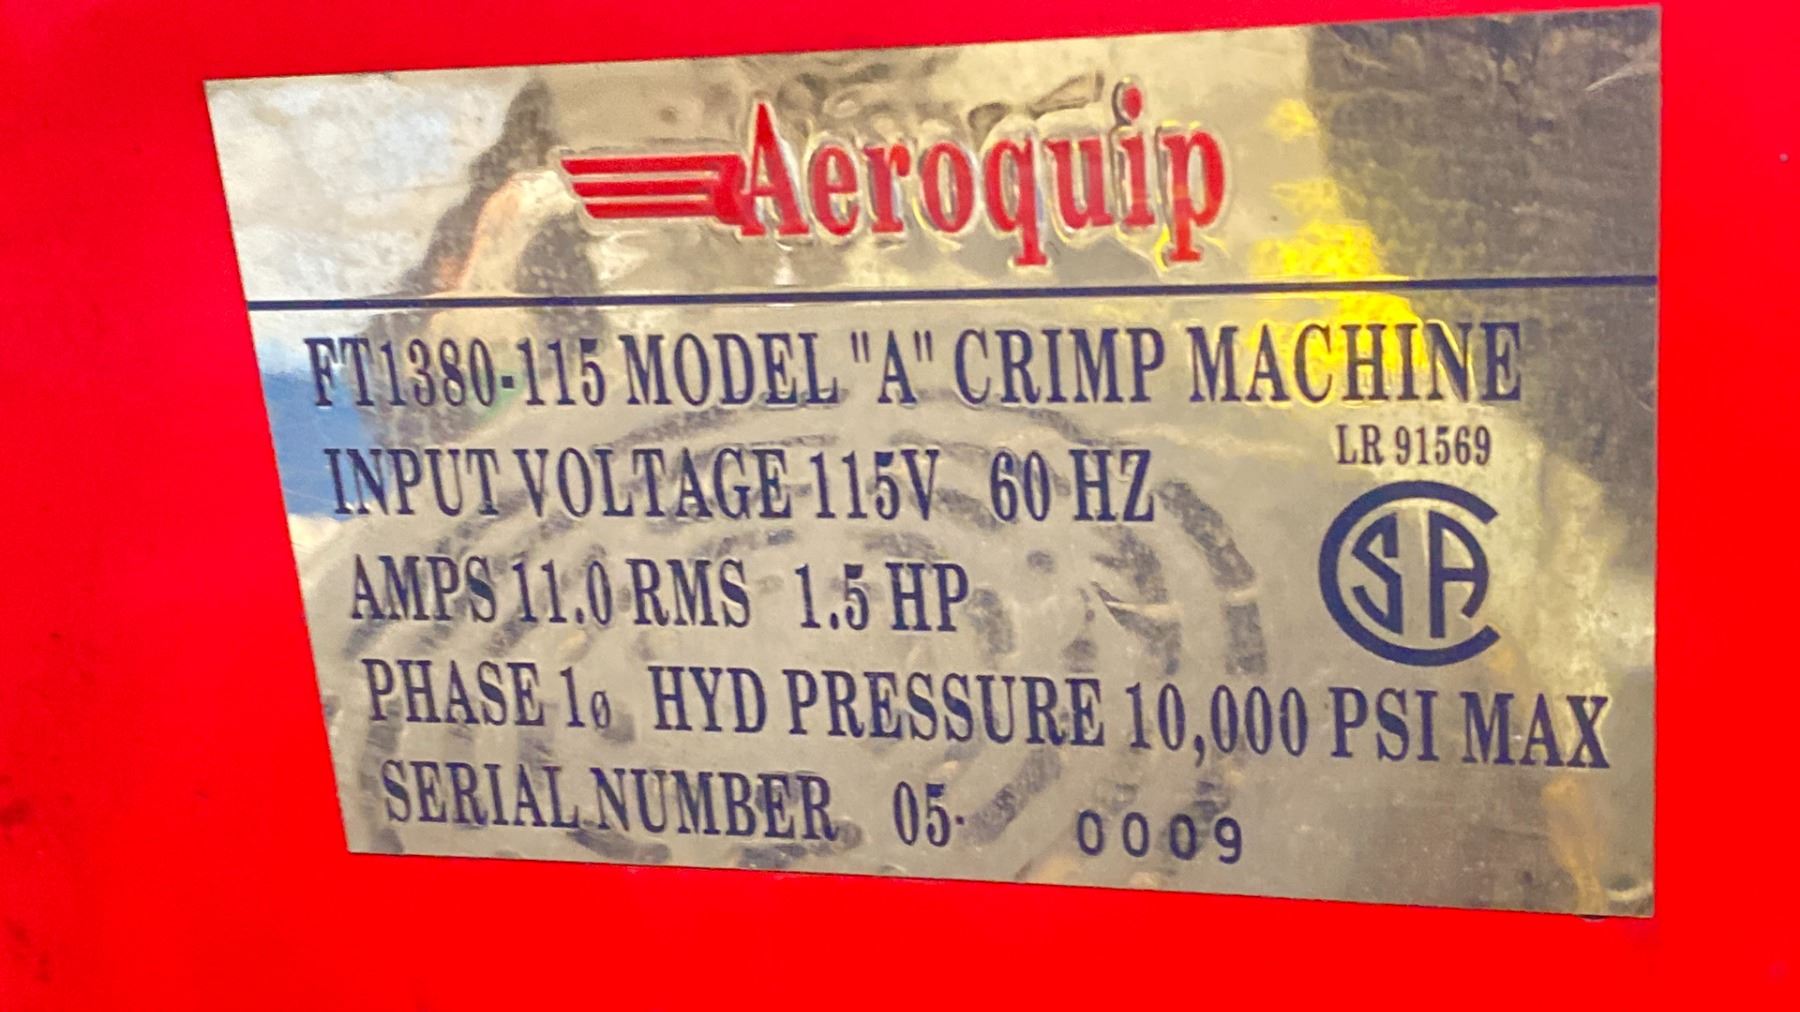 Aeroquip
FT1380-115 MODEL "A" CRIMP MACHINE
LR 91569
INPUT VOLTAGE 115V 60 HZ
CSA
AMPS 11.0 RMS 1.5 HP
PHASE 1ø HYD PRESSURE 10,000 PSI MAX
SERIAL NUMBER 05- 0009